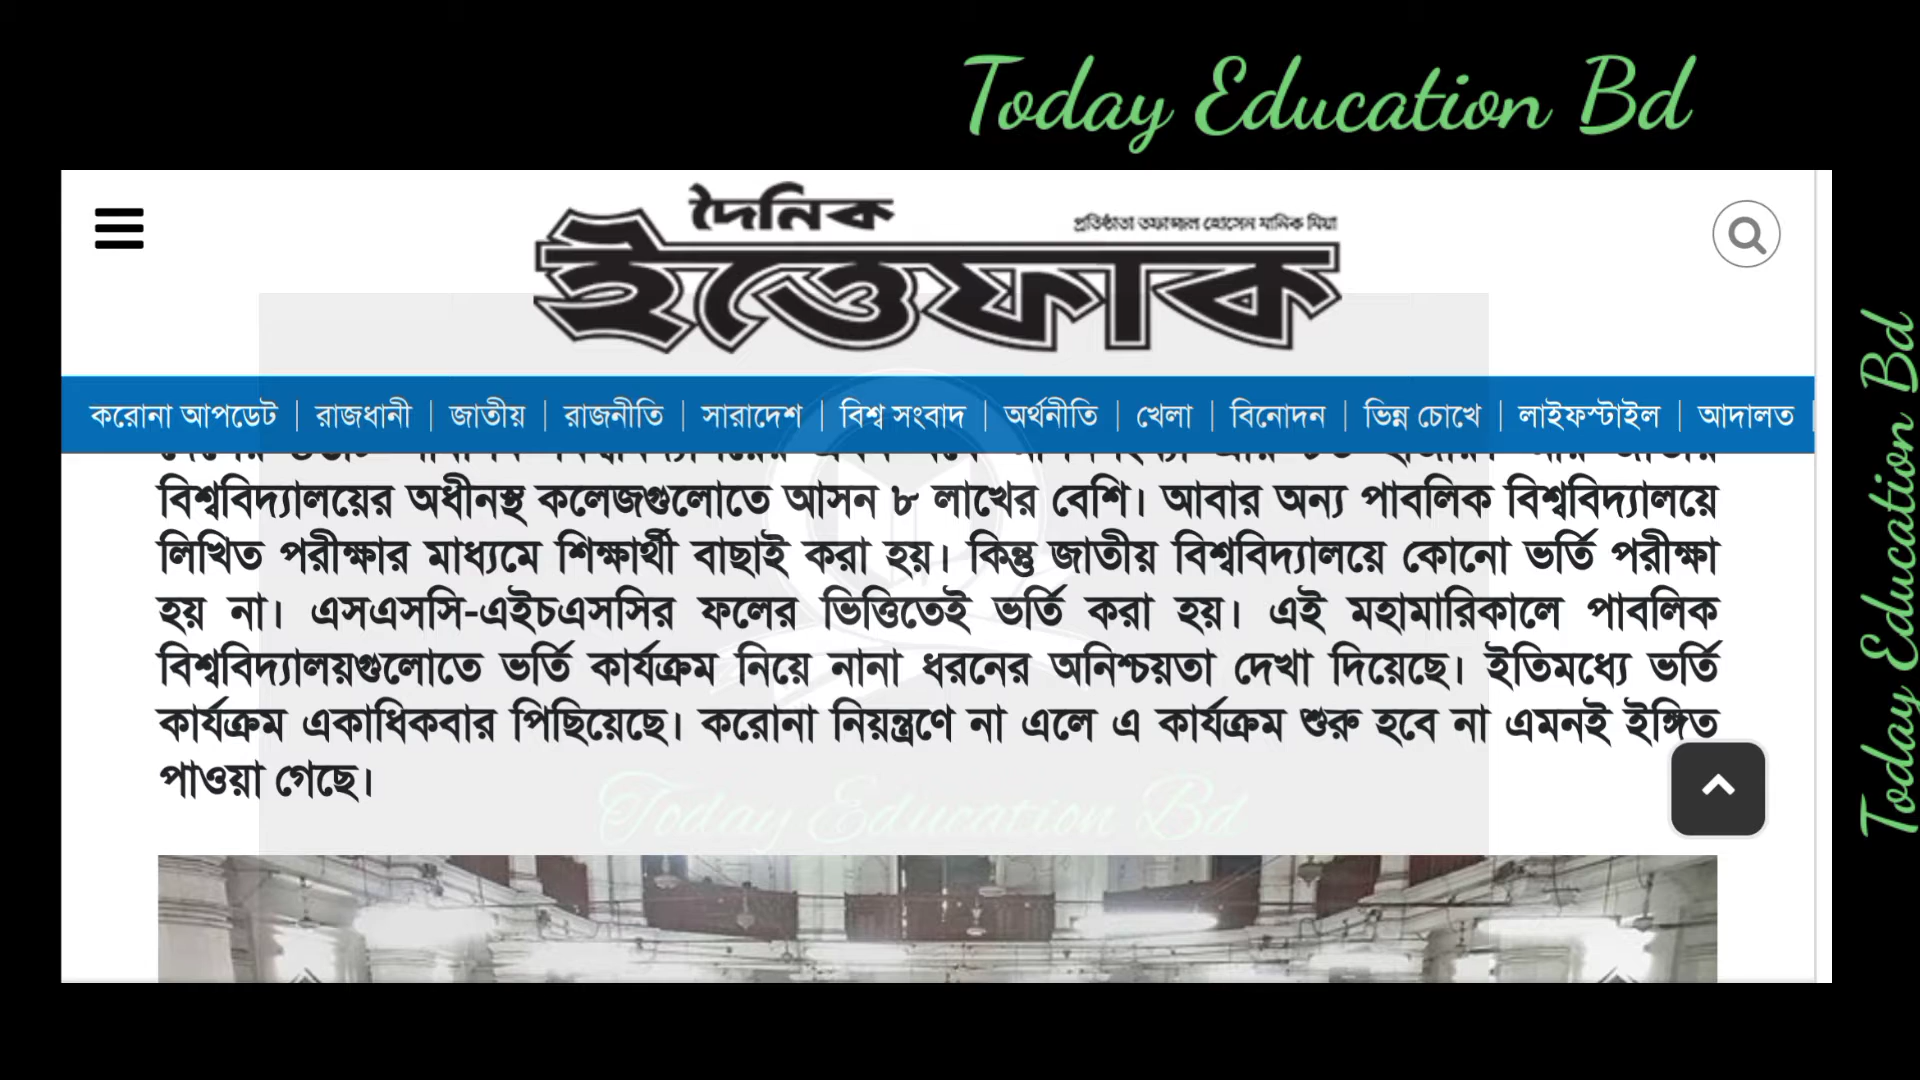 Today Education Bd
দৈনিক
প্রতিষ্ঠাতা তফাজ্জল হোসেন মানিক মিয়া
ইত্তেফাক
করোনা আপডেট | রাজধানী | জাতীয় | রাজনীতি | সারাদেশ | বিশ্ব সংবাদ | অর্থনীতি | খেলা | বিনোদন | ভিন্ন চোখে | লাইফস্টাইল | আদালত
বিশ্ববিদ্যালয়ের অধীনস্থ কলেজগুলোতে আসন ৮ লাখের বেশি। আবার অন্য পাবলিক বিশ্ববিদ্যালয়ে
লিখিত পরীক্ষার মাধ্যমে শিক্ষার্থী বাছাই করা হয়। কিন্তু জাতীয় বিশ্ববিদ্যালয়ে কোনো ভর্তি পরীক্ষা
হয় না। এসএসসি-এইচএসসির ফলের ভিত্তিতেই ভর্তি করা হয়। এই মহামারিকালে পাবলিক
বিশ্ববিদ্যালয়গুলোতে ভর্তি কার্যক্রম নিয়ে নানা ধরনের অনিশ্চয়তা দেখা দিয়েছে। ইতিমধ্যে ভর্তি
কার্যক্রম একাধিকবার পিছিয়েছে। করোনা নিয়ন্ত্রণে না এলে এ কার্যক্রম শুরু হবে না এমনই ইঙ্গিত
পাওয়া গেছে।
Today Education Bd
Today Education Bd